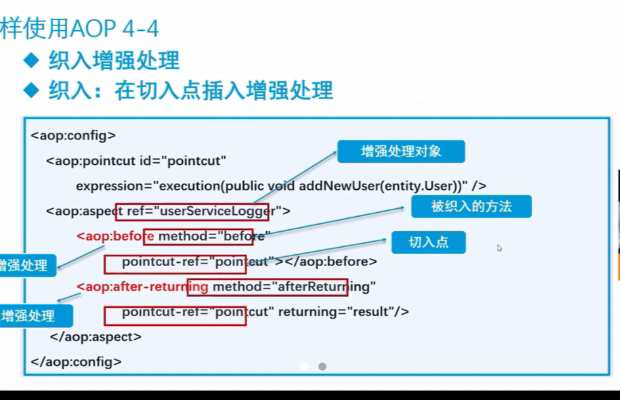 样使用AOP 4-4
织入增强处理
织入：在切入点插入增强处理
<aop:config>
<aop:pointcut id="pointcut"
增强处理对象
expression="execution(public void addNewUser(entity.User))" />
<aop:aspect ref="userServiceLogger">
被织入的方法
<aop:before method="before"
切入点
增强处理
pointcut-ref="pointcut"></aop:before>
<aop:after-returning method="afterReturning"
增强处理
pointcut-ref="pointcut" returning="result"/>
</aop:aspect>
</aop:config>